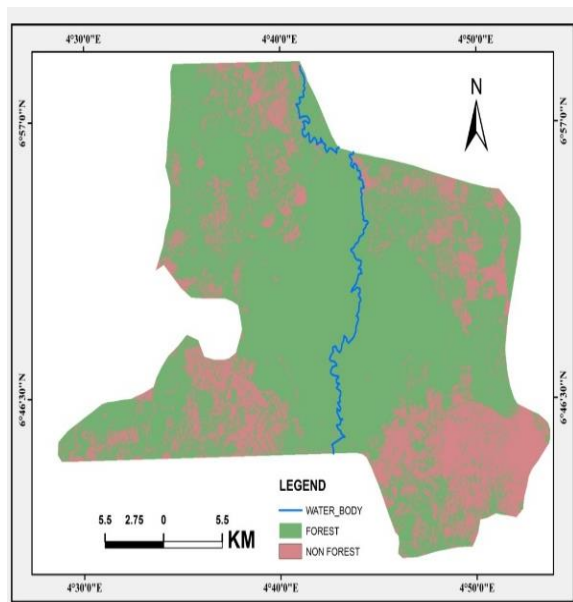 4°30'0"E 4°40'0"E 4°50'0"E
N
6°57'0"N 6°57'0"N
6°46'30"N 6°46'30"N
LEGEND
WATER_BODY
FOREST
NON FOREST
5.5 2.75 0 5.5
KM
4°30'0"E 4°40'0"E 4°50'0"E